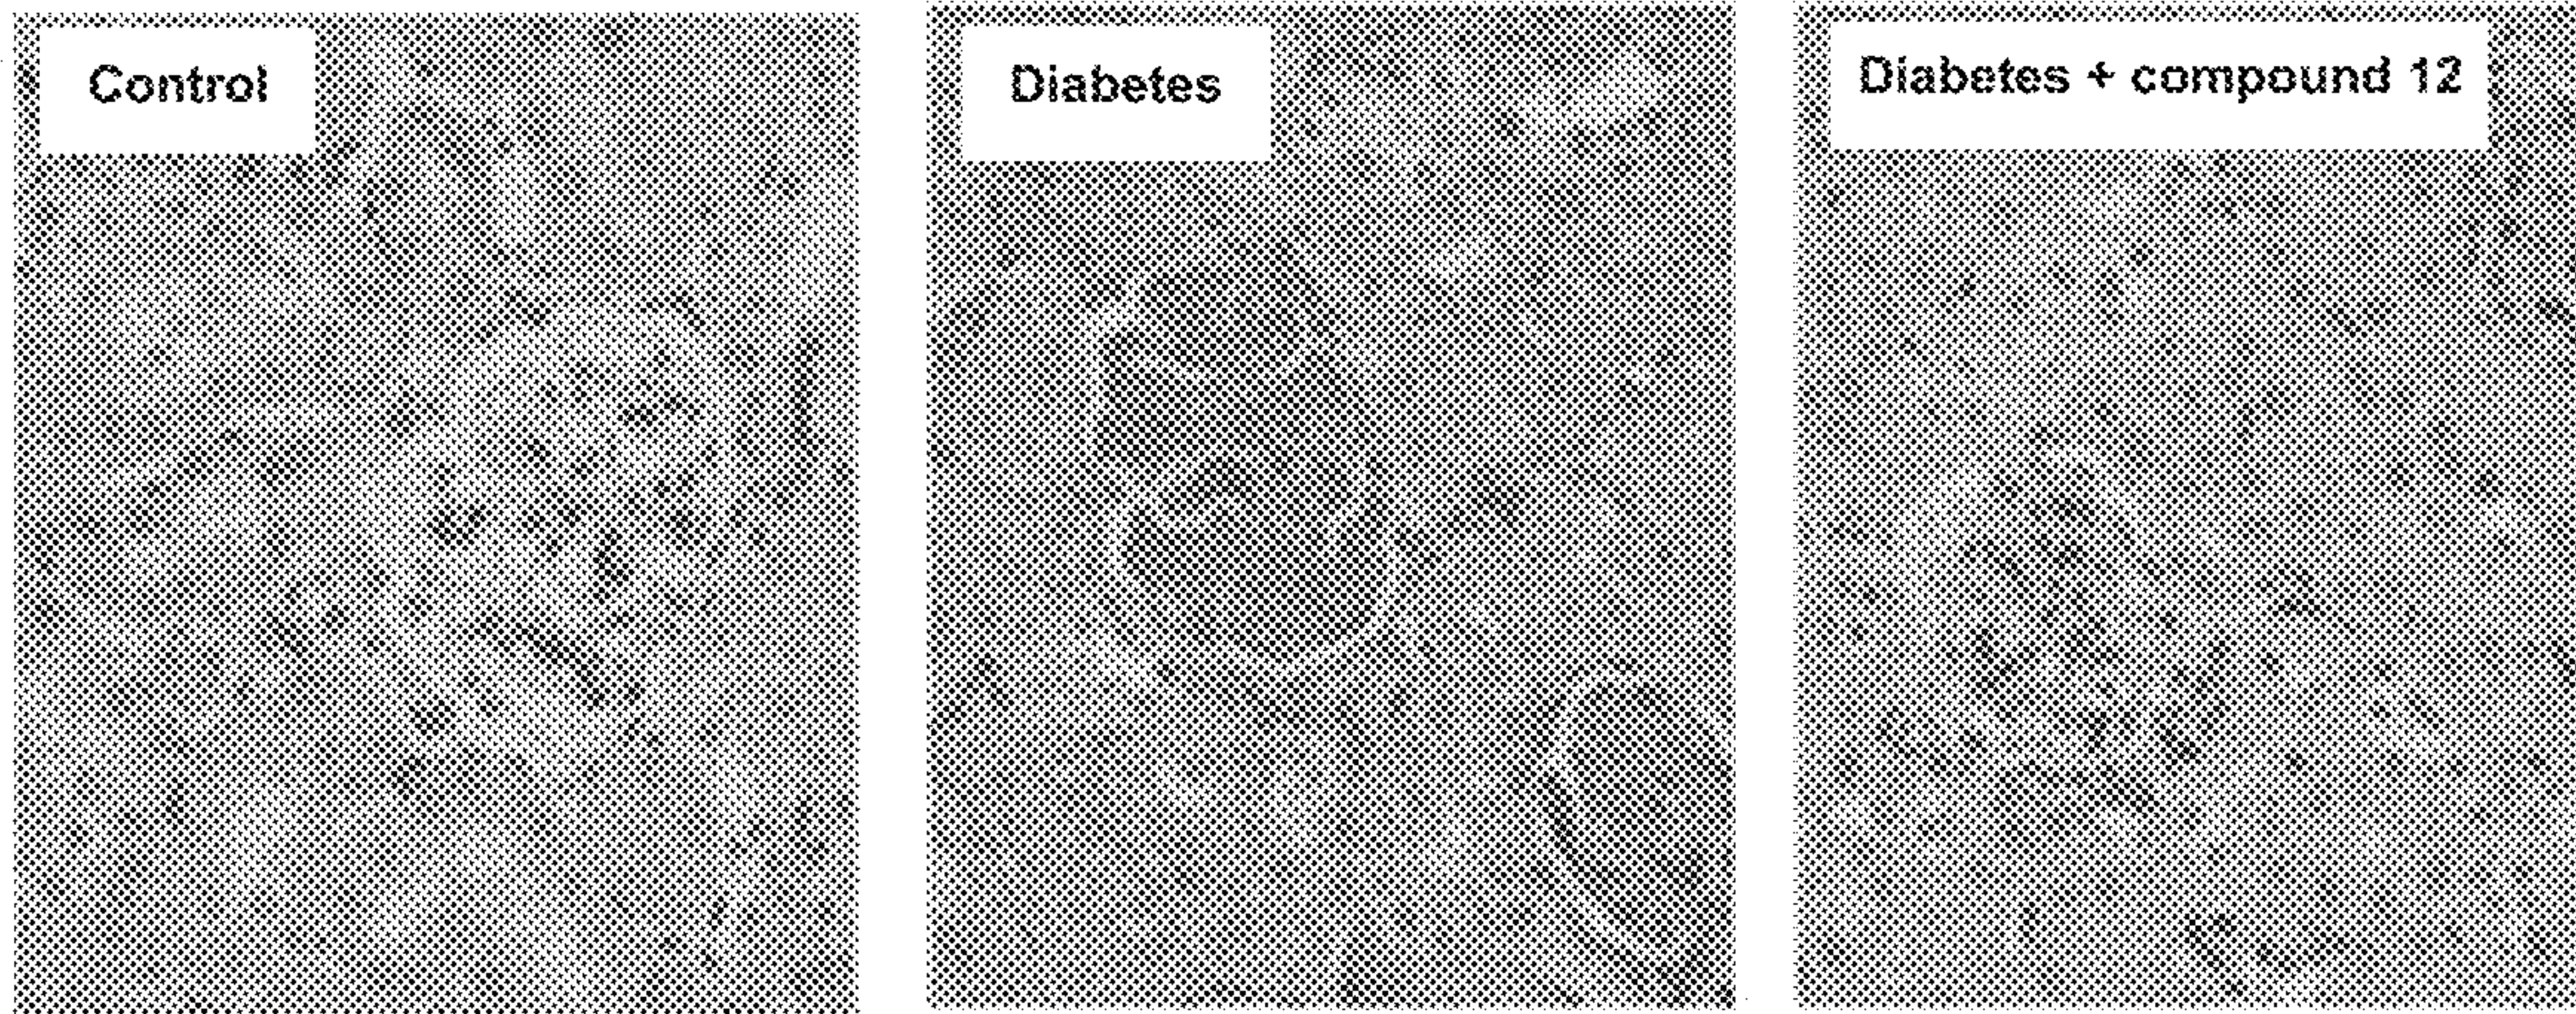 Control
Diabetes
Diabetes + compound 12